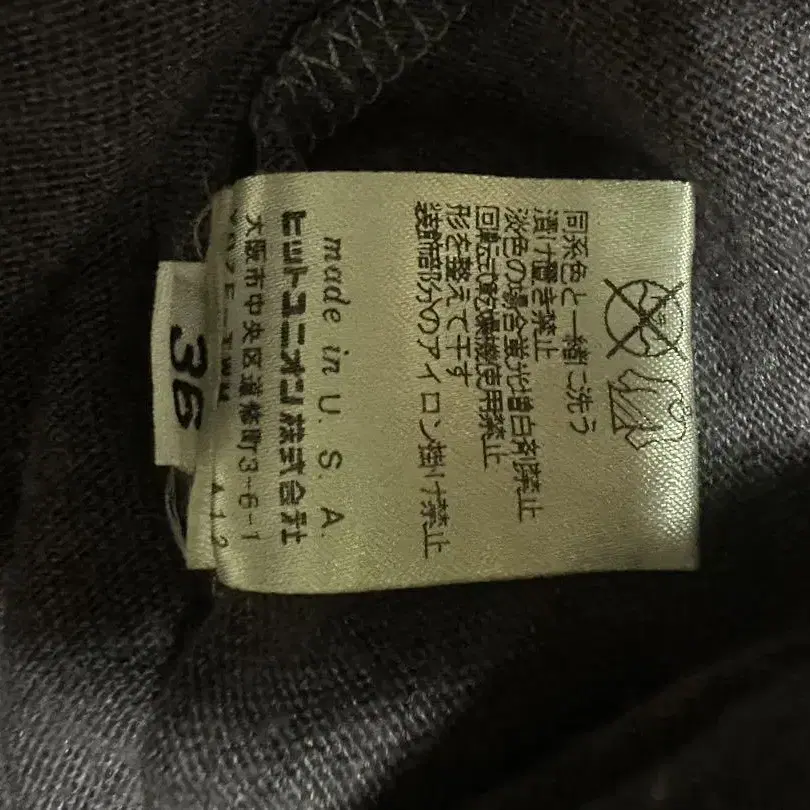 同系色と一緒に洗う
漬け置き禁止
淡色の場合蛍光増白剤禁止
回転式乾燥機使用禁止
形を整えて干す
装飾部分のアイロン掛け禁止
made in U. S. A.
ヒットユニオン株式会社
大阪市中央区道修町3-6-1
36